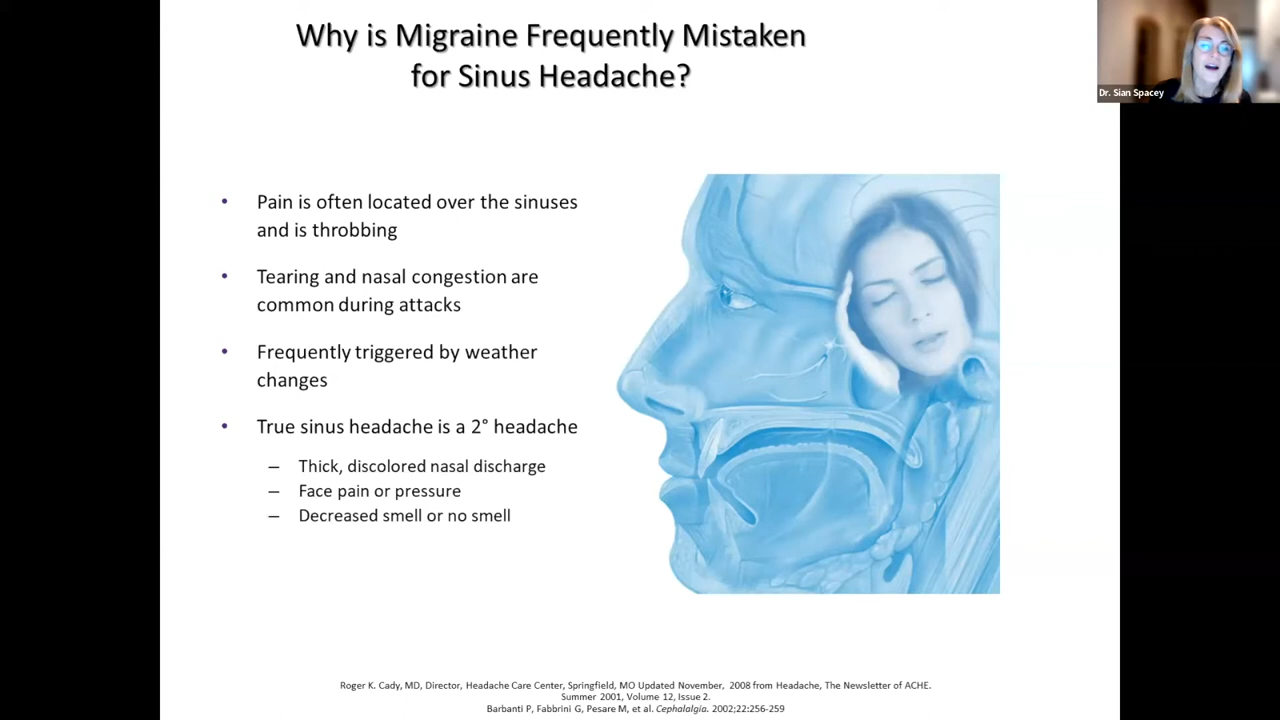 Why is Migraine Frequently Mistaken
for Sinus Headache?
Dr. Sian Spacey
• Pain is often located over the sinuses
and is throbbing
• Tearing and nasal congestion are
common during attacks
• Frequently triggered by weather
changes
• True sinus headache is a 2° headache
– Thick, discolored nasal discharge
– Face pain or pressure
– Decreased smell or no smell
Roger K. Cady, MD, Director, Headache Care Center, Springfield, MO Updated November, 2008 from Headache, The Newsletter of ACHE.
Summer 2001, Volume 12, Issue 2.
Barbanti P, Fabbrini G, Pesare M, et al. Cephalalgia. 2002;22:256-259